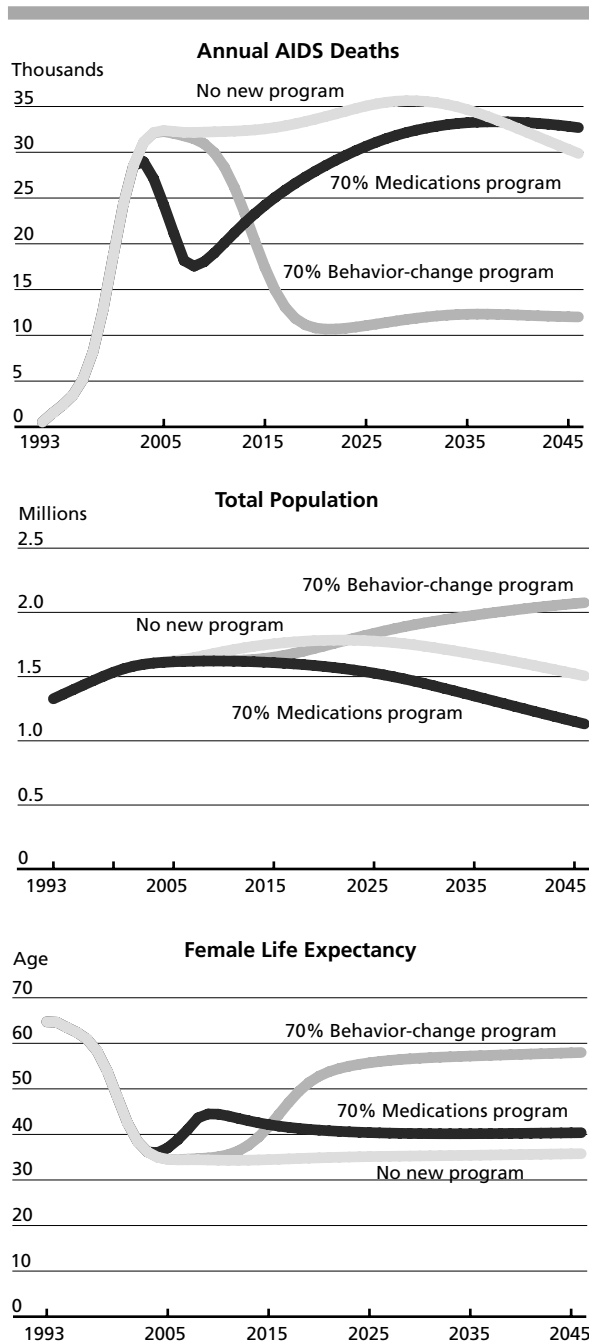 Annual AIDS Deaths
Thousands
No new program
35
30
70% Medications program
25
20
70% Behavior-change program
15
10
5
0
1993 2005 2015 2025 2035 2045
Total Population
Millions
2.5
70% Behavior-change program
2.0
No new program
1.5
70% Medications program
1.0
0.5
0
1993 2005 2015 2025 2035 2045
Female Life Expectancy
Age
70
70% Behavior-change program
60
50
70% Medications program
40
No new program
30
20
10
0
1993 2005 2015 2025 2035 2045